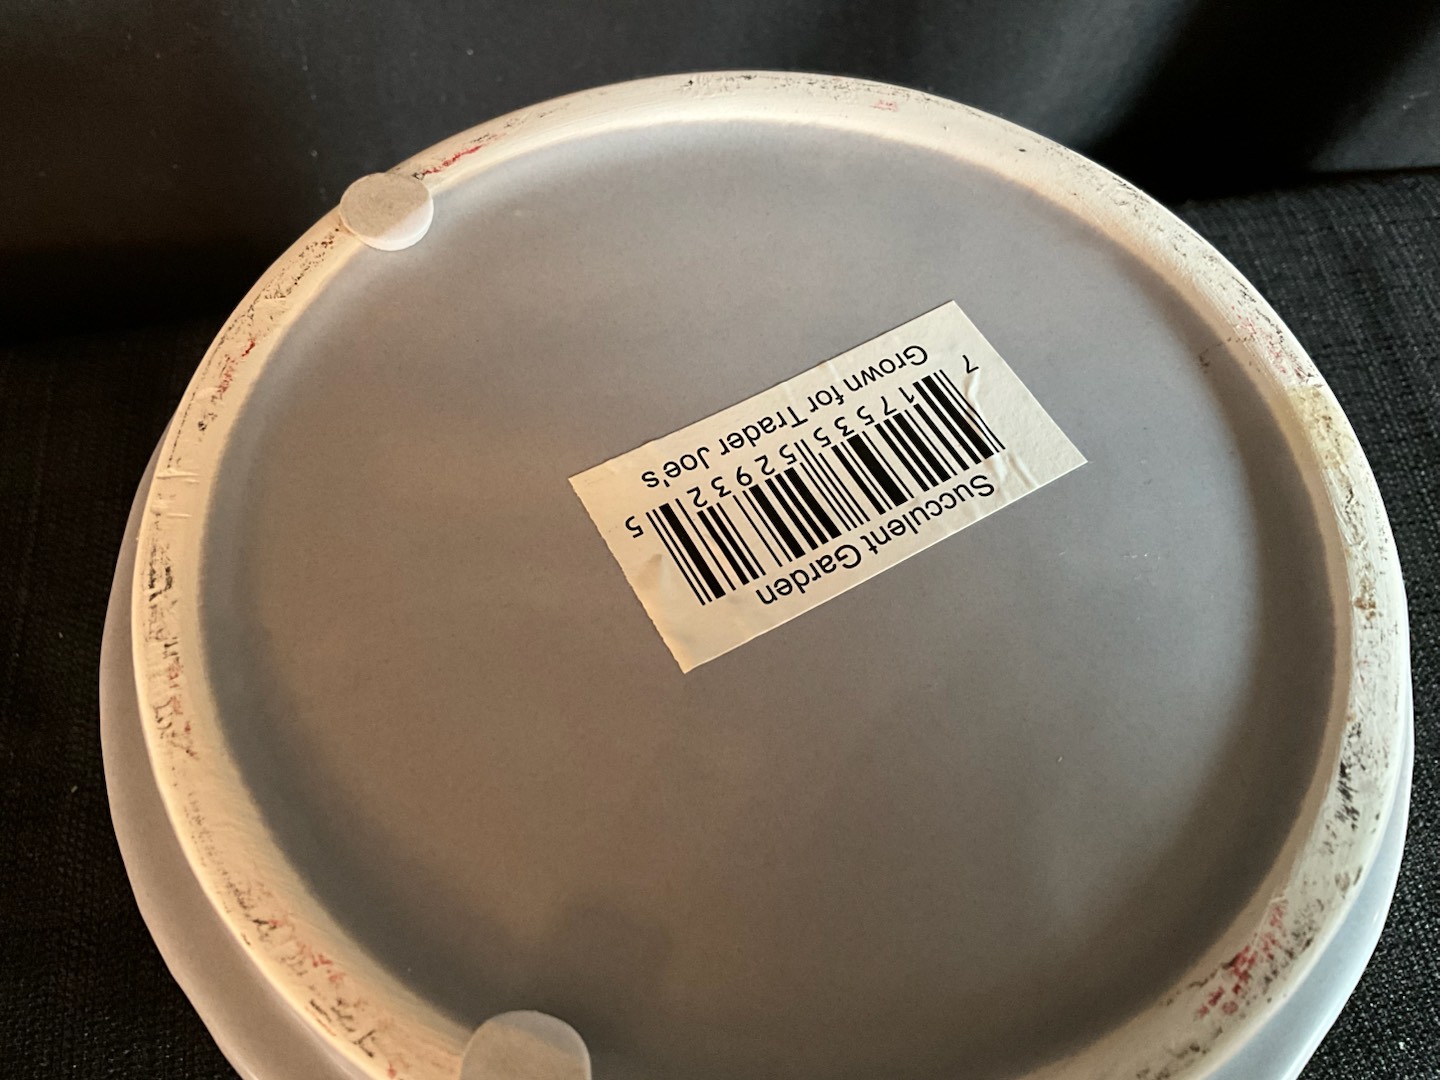 Succulent Garden
7 17535 52932 5
Grown for Trader Joe's